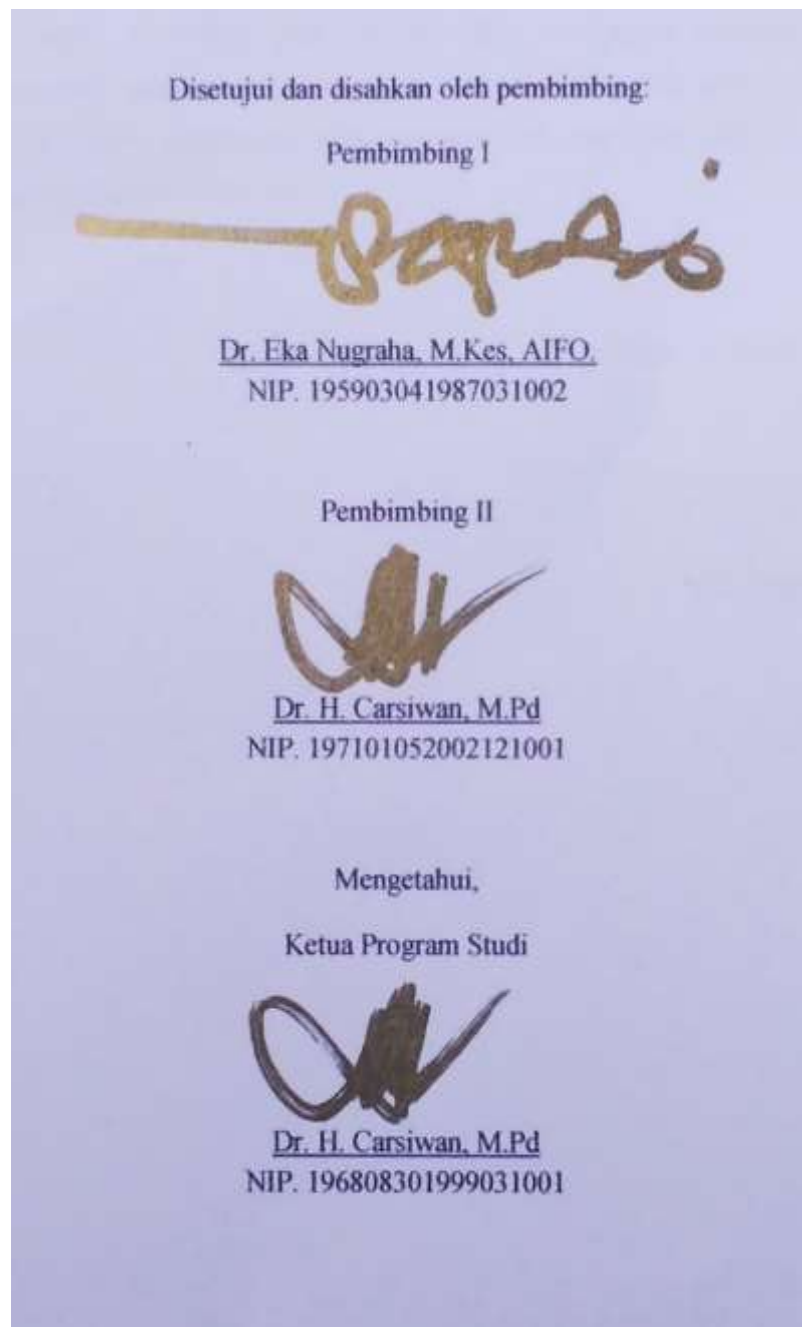 Disetujui dan disahkan oleh pembimbing:
Pembimbing I
Dr. Eka Nugraha, M.Kes, AIFO.
NIP. 195903041987031002
Pembimbing II
Dr. H. Carsiwan, M.Pd
NIP. 197101052002121001
Mengetahui,
Ketua Program Studi
Dr. H. Carsiwan, M.Pd
NIP. 196808301999031001